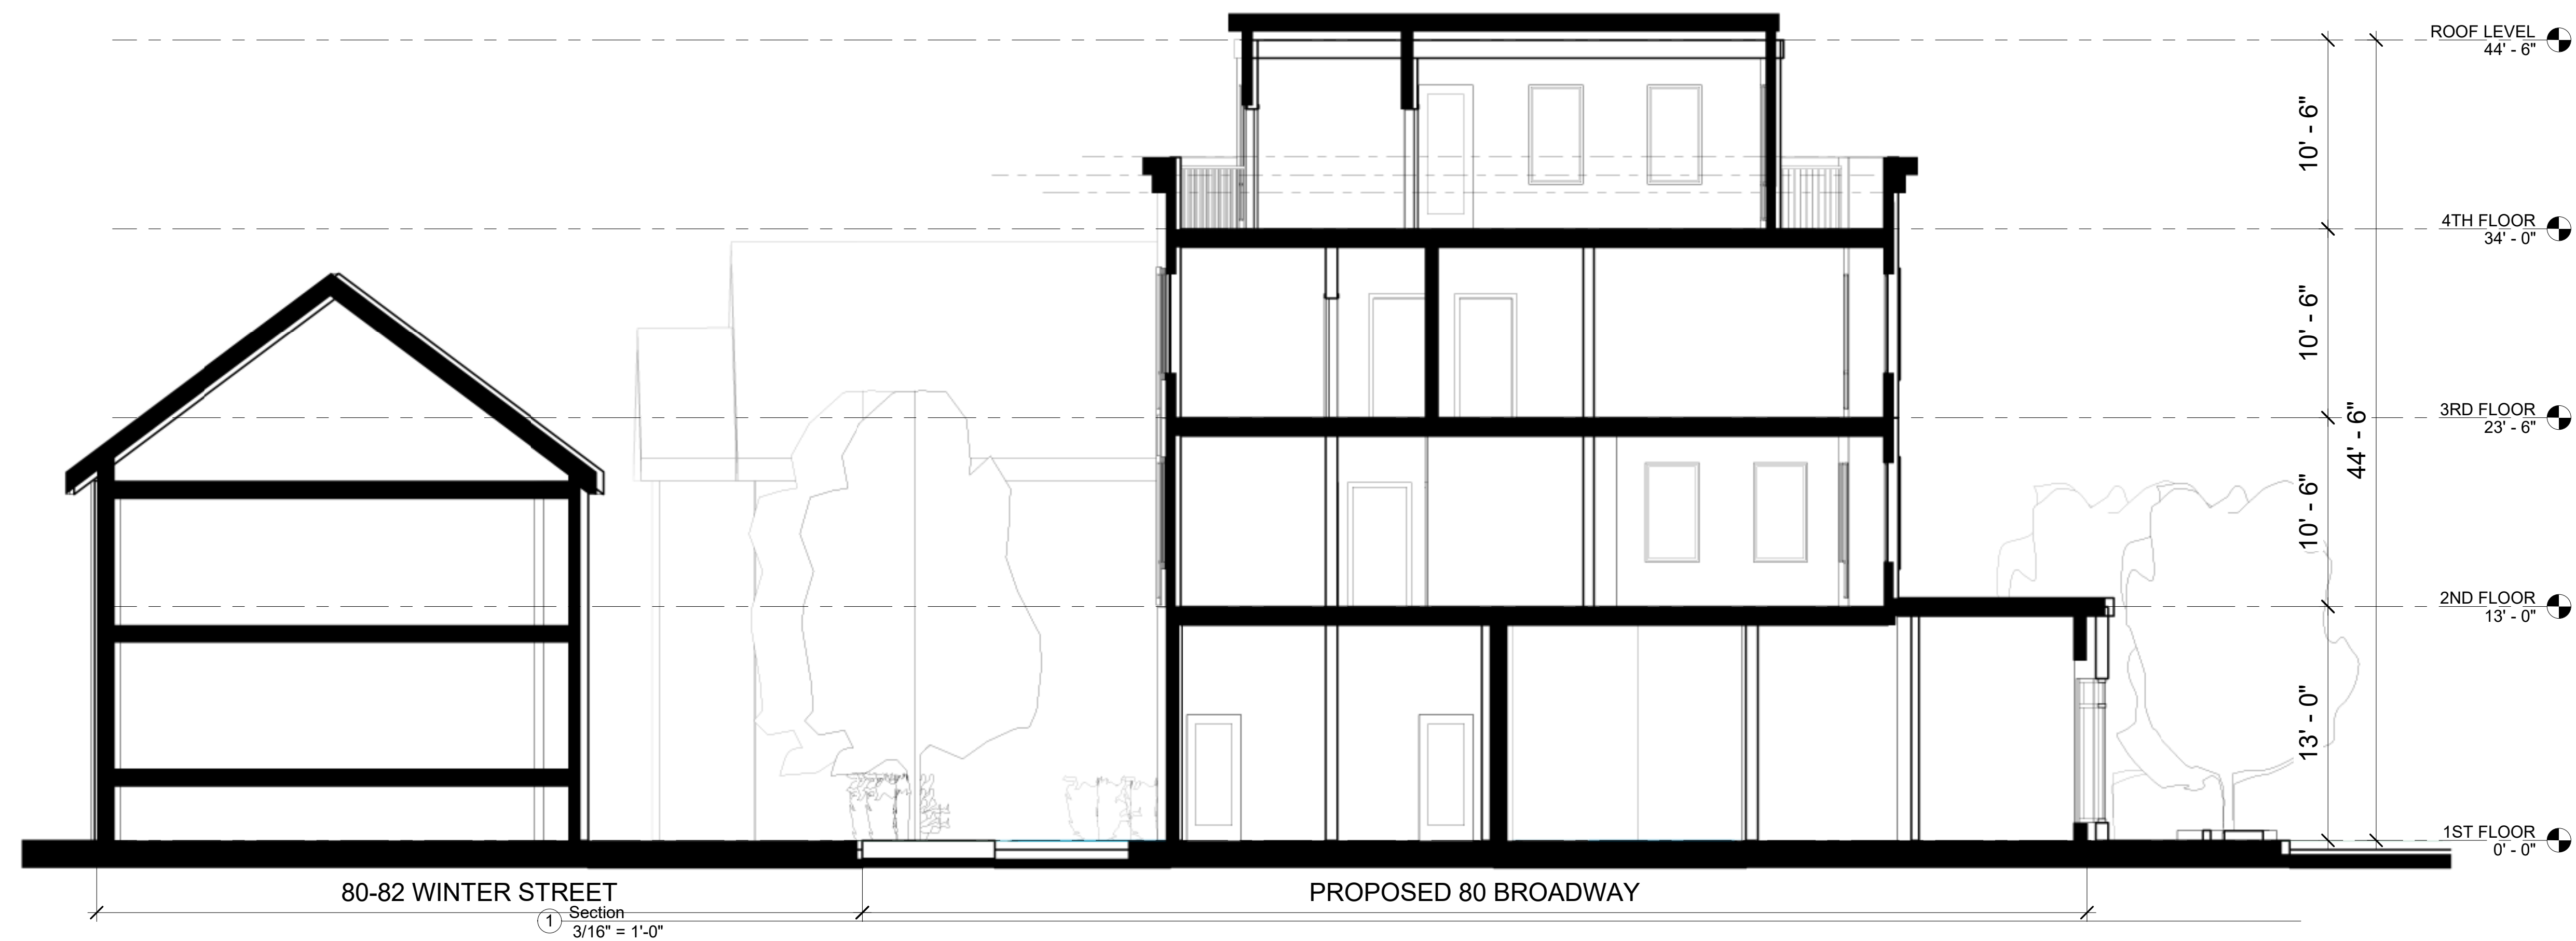 ROOF LEVEL
44' - 6"
10' - 6"
4TH FLOOR
34' - 0"
10' - 6"
3RD FLOOR
23' - 6"
44' - 6"
10' - 6"
2ND FLOOR
13' - 0"
13' - 0"
1ST FLOOR
0' - 0"
80-82 WINTER STREET
PROPOSED 80 BROADWAY
1 Section
3/16" = 1'-0"